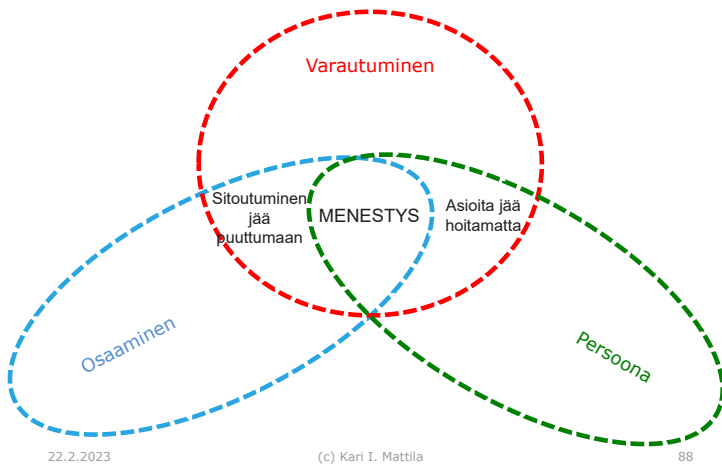 Varautuminen
Sitoutuminen
jää
puuttumaan
MENESTYS
Asioita jää
hoitamatta
Osaaminen
Persoona
22.2.2023
(c) Kari I. Mattila
88